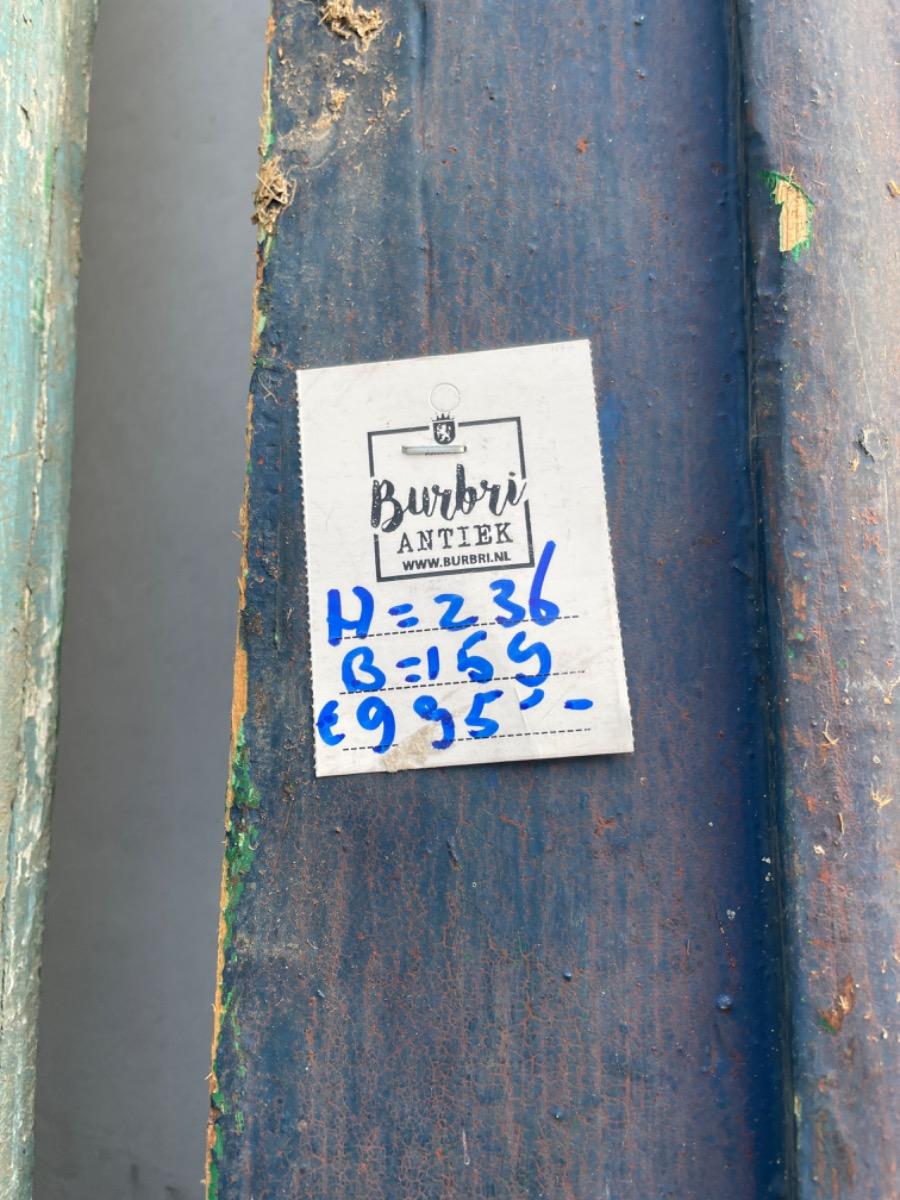 Burbri
ANTIEK
WWW.BURBRI.NL
H=236
B=159
€995,-